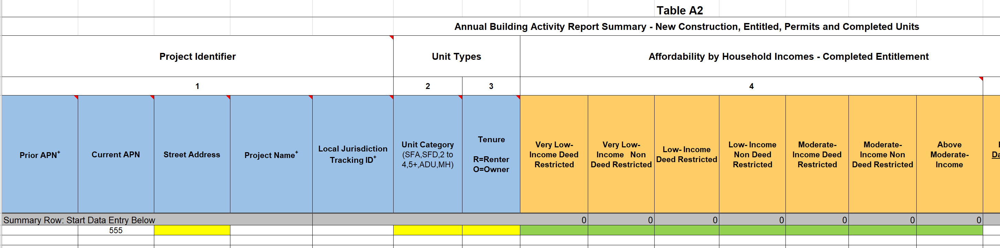 Table A2
Annual Building Activity Report Summary - New Construction, Entitled, Permits and Completed Units
Project Identifier
Unit Types
Affordability by Household Incomes - Completed Entitlement
1
2
3
4
Prior APN+
Current APN
Street Address
Project Name+
Local Jurisdiction
Tracking ID+
Unit Category
(SFA,SFD,2 to
4,5+,ADU,MH)
Tenure
R=Renter
O=Owner
Very Low-
Income Deed
Restricted
Very Low-
Income Non
Deed Restricted
Low- Income
Deed Restricted
Low- Income
Non Deed
Restricted
Moderate-
Income Deed
Restricted
Moderate-
Income Non
Deed Restricted
Above
Moderate-
Income
Summary Row: Start Data Entry Below
0
0
0
0
0
0
0
555